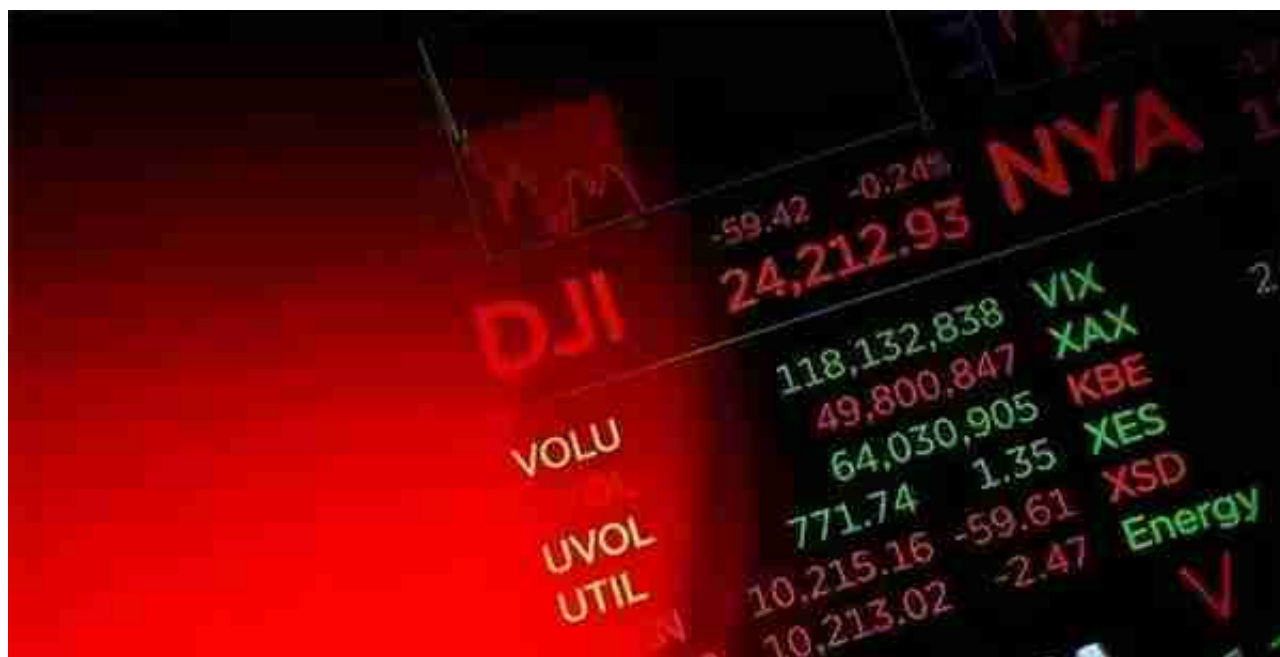 -59.42 -0.24%
DJI 24,212.93 NYA
VOLU 118,132,838 VIX
49,800,847 XAX
UVOL 64,030,905 KBE
UTIL 771.74 1.35 XES
10,215.16 -59.61 XSD
10,213.02 -2.47 Energy
V